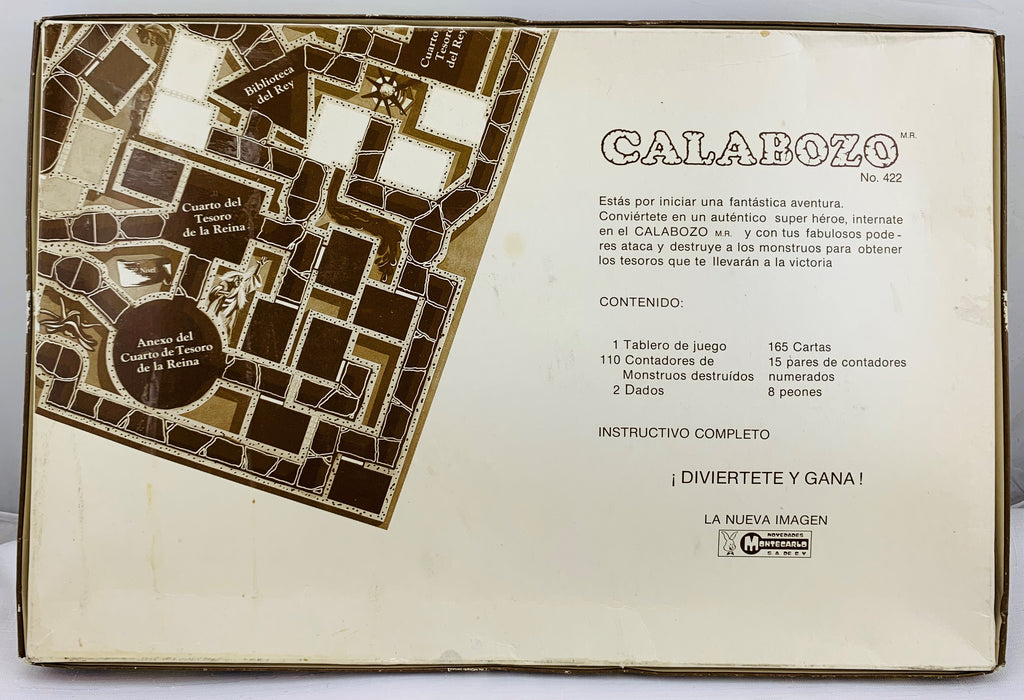 Cuarto
Tesoro
del Rey
Biblioteca
del Rey
Cuarto del
Tesoro
de la Reina
Anexo del
Cuarto de Tesoro
de la Reina
CALABOZO M.R.
No. 422
Estás por iniciar una fantástica aventura.
Conviértete en un auténtico super héroe, internate
en el CALABOZO M.R. y con tus fabulosos pode-
res ataca y destruye a los monstruos para obtener
los tesoros que te llevarán a la victoria
CONTENIDO:
1 Tablero de juego
110 Contadores de
Monstruos destruídos
2 Dados
165 Cartas
15 pares de contadores
numerados
8 peones
INSTRUCTIVO COMPLETO
¡ DIVIERTETE Y GANA !
LA NUEVA IMAGEN
NOVEDADES
MONTECARLO
S.A. DE C.V.